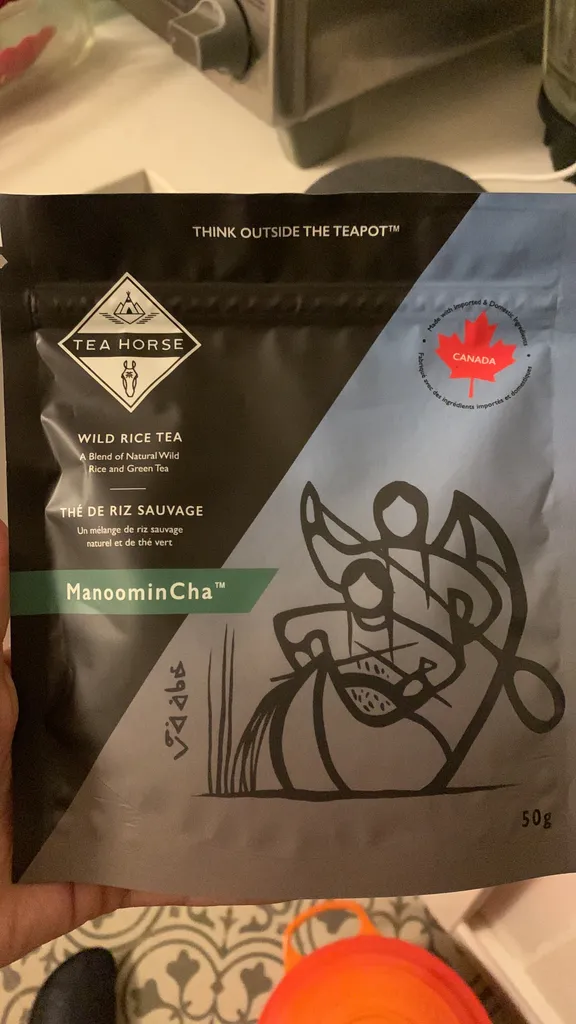 THINK OUTSIDE THE TEAPOT™
TEA HORSE
Made with Imported & Domestic Ingredients
CANADA
Fabriqué avec des ingrédients importés et domestiques
WILD RICE TEA
A Blend of Natural Wild
Rice and Green Tea
THÉ DE RIZ SAUVAGE
Un mélange de riz sauvage
naturel et de thé vert
ManoominCha™
50g